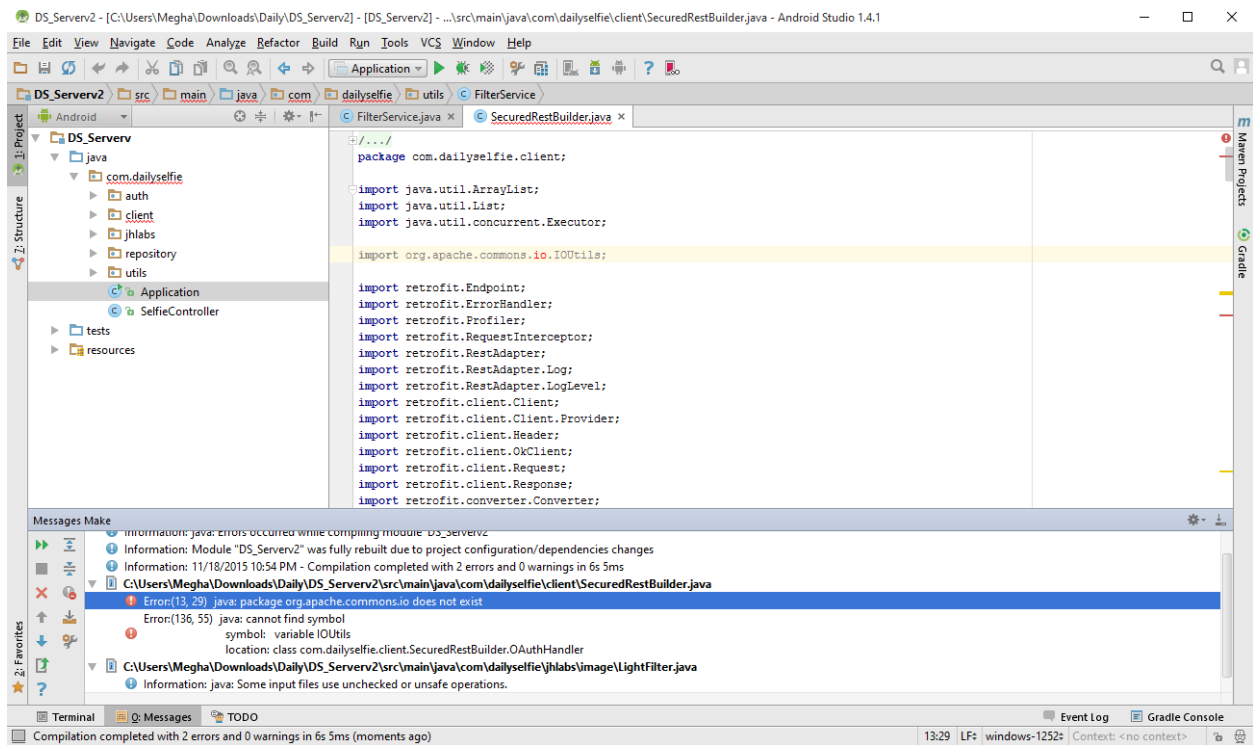 DS_Serverv2 - [C:\Users\Megha\Downloads\Daily\DS_Serverv2] - [DS_Serverv2] - ...\src\main\java\com\dailyselfie\client\SecuredRestBuilder.java - Android Studio 1.4.1
File Edit View Navigate Code Analyze Refactor Build Run Tools VCS Window Help
Application
DS_Serverv2 src main java com dailyselfie utils FilterService
Android
FilterService.java
SecuredRestBuilder.java
1: Project
7: Structure
2: Favorites
DS_Serverv
java
com.dailyselfie
auth
client
jhlabs
repository
utils
Application
SelfieController
tests
resources
/.../
package com.dailyselfie.client;
import java.util.ArrayList;
import java.util.List;
import java.util.concurrent.Executor;
import org.apache.commons.io.IOUtils;
import retrofit.Endpoint;
import retrofit.ErrorHandler;
import retrofit.Profiler;
import retrofit.RequestInterceptor;
import retrofit.RestAdapter;
import retrofit.RestAdapter.Log;
import retrofit.RestAdapter.LogLevel;
import retrofit.client.Client;
import retrofit.client.Client.Provider;
import retrofit.client.Header;
import retrofit.client.OkClient;
import retrofit.client.Request;
import retrofit.client.Response;
import retrofit.converter.Converter;
m
Maven Projects
Gradle
Messages Make
Information: java: Errors occurred while compiling module 'DS_Serverv2'
Information: Module "DS_Serverv2" was fully rebuilt due to project configuration/dependencies changes
Information: 11/18/2015 10:54 PM - Compilation completed with 2 errors and 0 warnings in 6s 5ms
C:\Users\Megha\Downloads\Daily\DS_Serverv2\src\main\java\com\dailyselfie\client\SecuredRestBuilder.java
Error:(13, 29) java: package org.apache.commons.io does not exist
Error:(136, 55) java: cannot find symbol
symbol: variable IOUtils
location: class com.dailyselfie.client.SecuredRestBuilder.OAuthHandler
C:\Users\Megha\Downloads\Daily\DS_Serverv2\src\main\java\com\dailyselfie\jhlabs\image\LightFilter.java
Information: java: Some input files use unchecked or unsafe operations.
Terminal
0: Messages
TODO
Event Log
Gradle Console
Compilation completed with 2 errors and 0 warnings in 6s 5ms (moments ago)
13:29 LF windows-1252 Context: <no context>